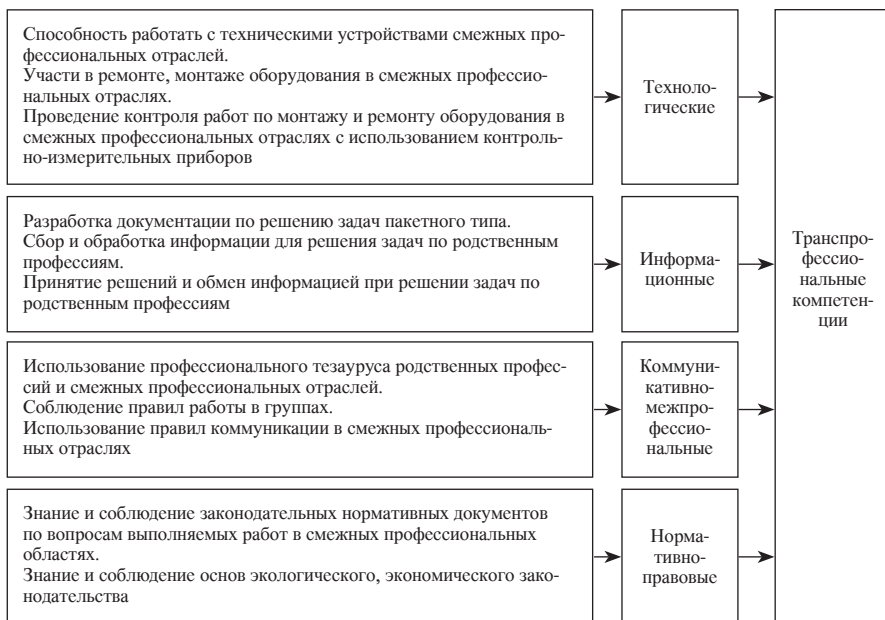 Способность работать с техническими устройствами смежных про-
фессиональных отраслей.
Участи в ремонте, монтаже оборудования в смежных профессио-
нальных отраслях.
Проведение контроля работ по монтажу и ремонту оборудования в
смежных профессиональных отраслях с использованием контроль-
но-измерительных приборов
Техноло-
гические
Разработка документации по решению задач пакетного типа.
Сбор и обработка информации для решения задач по родственным
профессиям.
Принятие решений и обмен информацией при решении задач по
родственным профессиям
Информа-
ционные
Использование профессионального тезауруса родственных профес-
сий и смежных профессиональных отраслей.
Соблюдение правил работы в группах.
Использование правил коммуникации в смежных профессиональ-
ных отраслях
Коммуни-
кативно-
межпро-
фессио-
нальные
Знание и соблюдение законодательных нормативных документов
по вопросам выполняемых работ в смежных профессиональных
областях.
Знание и соблюдение основ экологического, экономического зако-
нодательства
Норма-
тивно-
правовые
Транспро-
фессио-
нальные
компетен-
ции